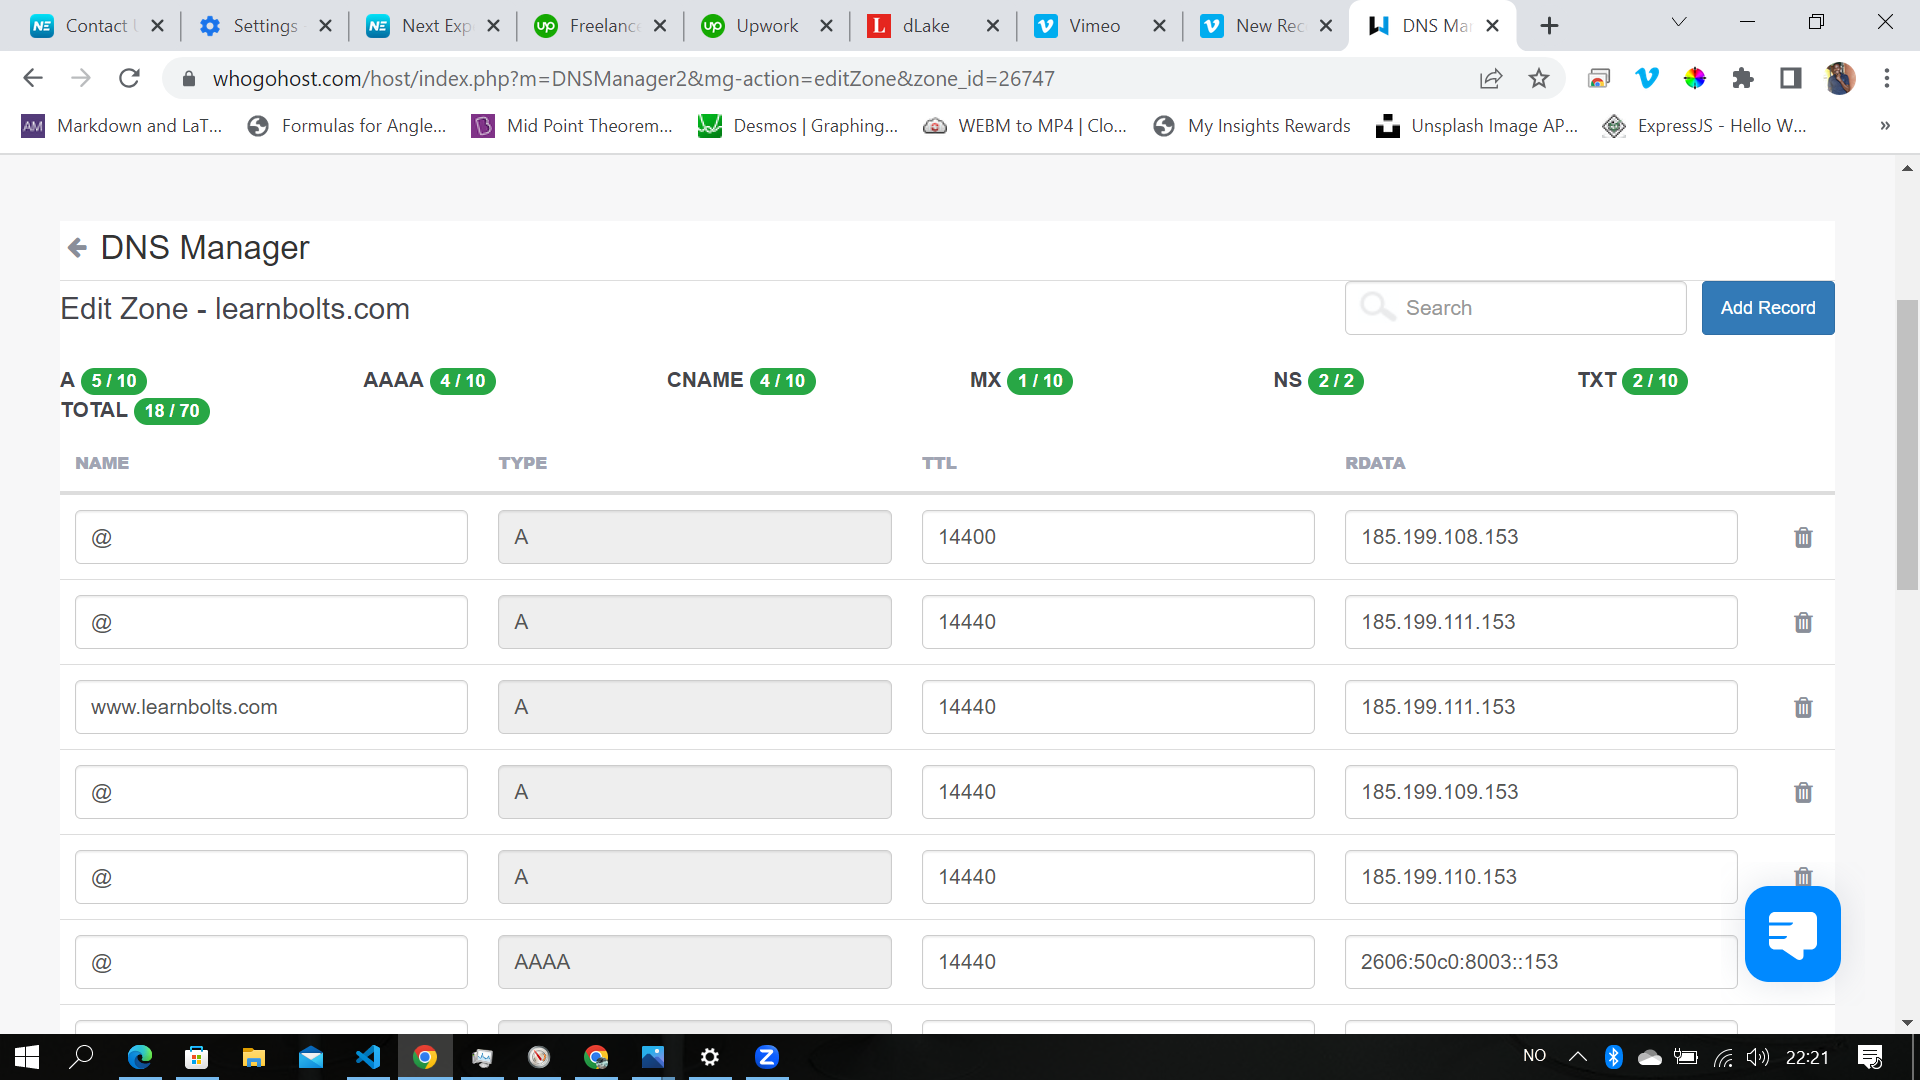 Contact U
Settings -
Next Exp
Freelance
Upwork
dLake
Vimeo
New Rec
DNS Man
whogohost.com/host/index.php?m=DNSManager2&mg-action=editZone&zone_id=26747
AM Markdown and LaT...
Formulas for Angle...
Mid Point Theorem...
Desmos | Graphing...
WEBM to MP4 | Clo...
My Insights Rewards
Unsplash Image AP...
ExpressJS - Hello W...
»
DNS Manager
Edit Zone - learnbolts.com
Search
Add Record
A 5 / 10
AAAA 4 / 10
CNAME 4 / 10
MX 1 / 10
NS 2 / 2
TXT 2 / 10
TOTAL 18 / 70
NAME TYPE TTL RDATA
@ A 14400 185.199.108.153
@ A 14440 185.199.111.153
www.learnbolts.com A 14440 185.199.111.153
@ A 14440 185.199.109.153
@ A 14440 185.199.110.153
@ AAAA 14440 2606:50c0:8003::153
NO 22:21